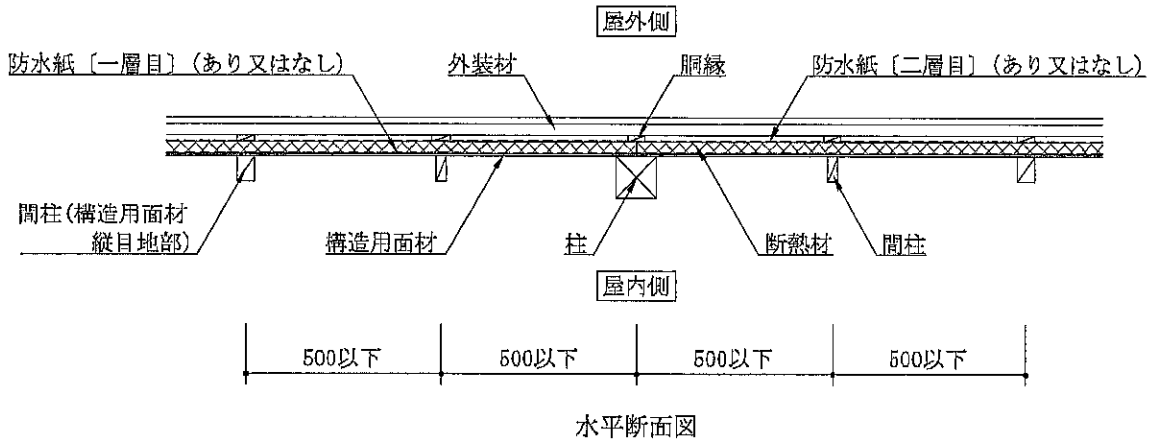 屋外側
防水紙〔一層目〕(あり又はなし)
外装材
胴縁
防水紙〔二層目〕(あり又はなし)
間柱(構造用面材
縦目地部)
構造用面材
柱
断熱材
間柱
屋内側
500以下
500以下
500以下
500以下
水平断面図